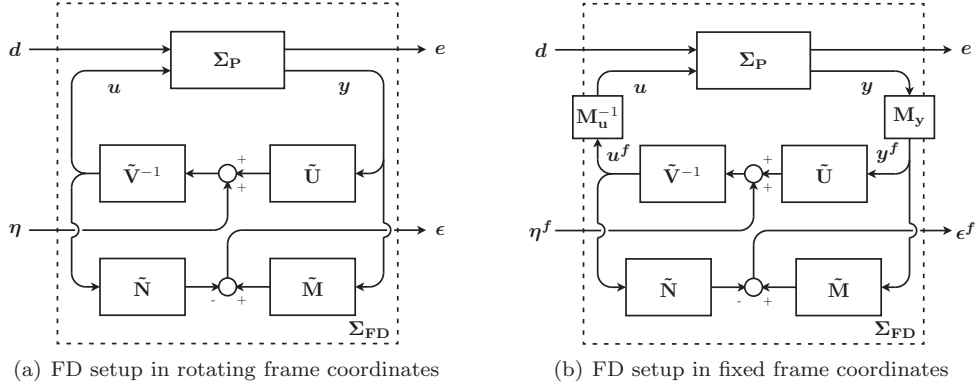 d e
Σ_P
u y
Ṽ⁻¹ + + Ũ
η ϵ
Ñ - + M̃
Σ_FD
(a) FD setup in rotating frame coordinates
d e
Σ_P
u y
M_u⁻¹ M_y
u^f y^f
Ṽ⁻¹ + + Ũ
η^f ϵ^f
Ñ - + M̃
Σ_FD
(b) FD setup in fixed frame coordinates